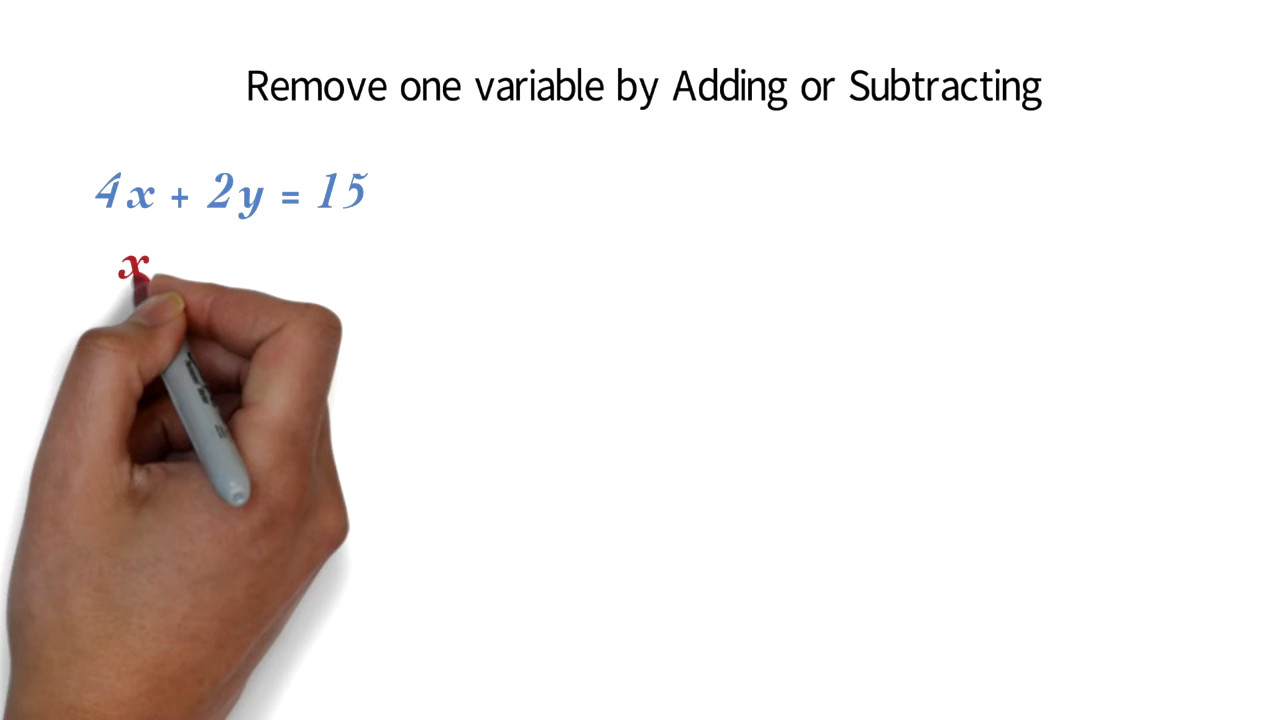 Remove one variable by Adding or Subtracting
4x + 2y = 15
x